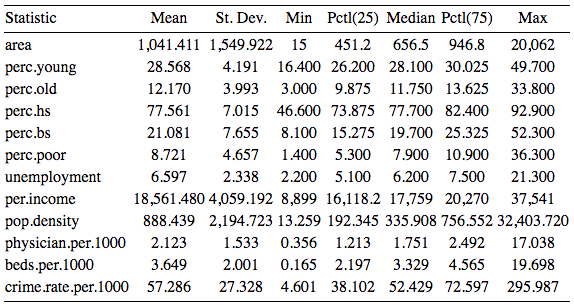 Statistic Mean St. Dev. Min Pctl(25) Median Pctl(75) Max
area 1,041.411 1,549.922 15 451.2 656.5 946.8 20,062
perc.young 28.568 4.191 16.400 26.200 28.100 30.025 49.700
perc.old 12.170 3.993 3.000 9.875 11.750 13.625 33.800
perc.hs 77.561 7.015 46.600 73.875 77.700 82.400 92.900
perc.bs 21.081 7.655 8.100 15.275 19.700 25.325 52.300
perc.poor 8.721 4.657 1.400 5.300 7.900 10.900 36.300
unemployment 6.597 2.338 2.200 5.100 6.200 7.500 21.300
per.income 18,561.480 4,059.192 8,899 16,118.2 17,759 20,270 37,541
pop.density 888.439 2,194.723 13.259 192.345 335.908 756.552 32,403.720
physician.per.1000 2.123 1.533 0.356 1.213 1.751 2.492 17.038
beds.per.1000 3.649 2.001 0.165 2.197 3.329 4.565 19.698
crime.rate.per.1000 57.286 27.328 4.601 38.102 52.429 72.597 295.987